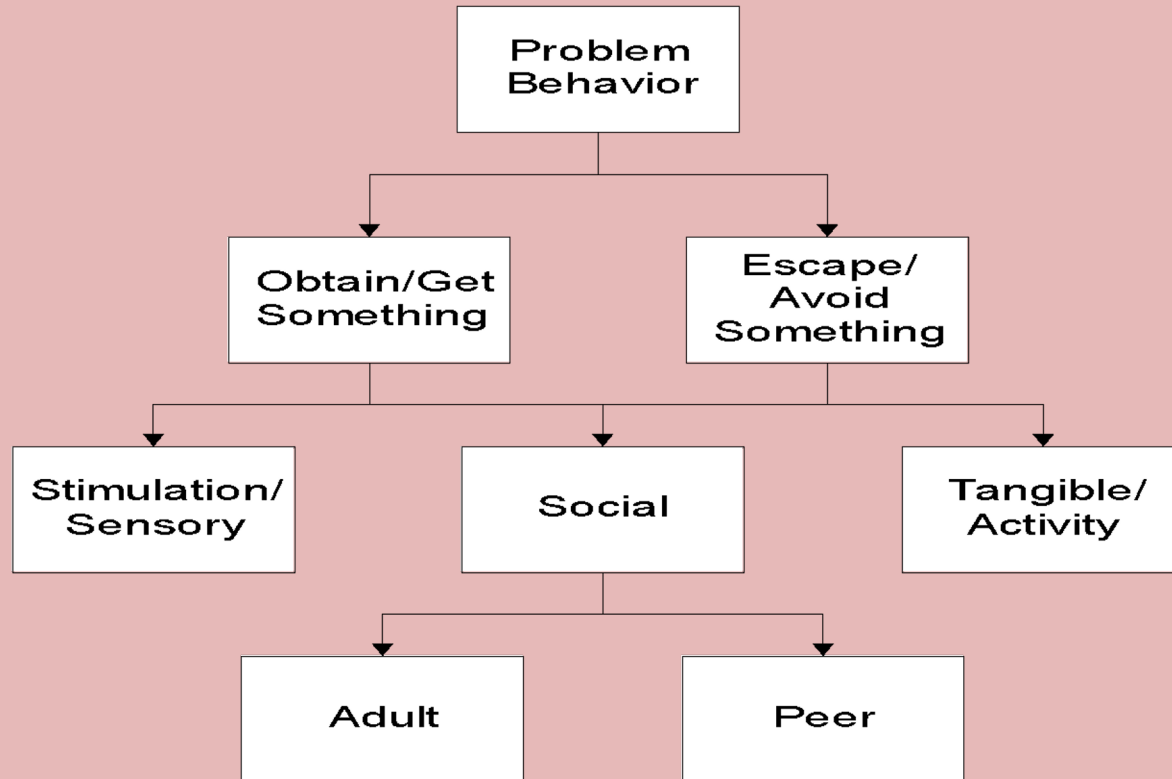 Problem
Behavior
Obtain/Get
Something
Escape/
Avoid
Something
Stimulation/
Sensory
Social
Tangible/
Activity
Adult
Peer